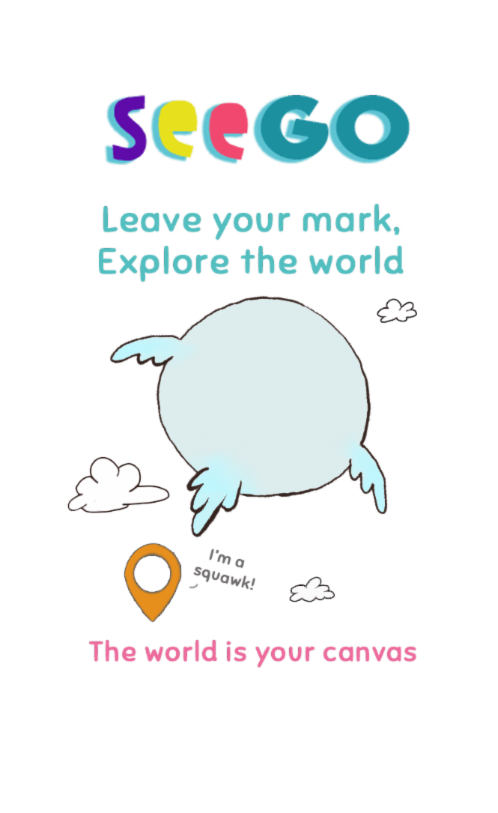 SeeGO
Leave your mark,
Explore the world
I'm a
squawk!
The world is your canvas